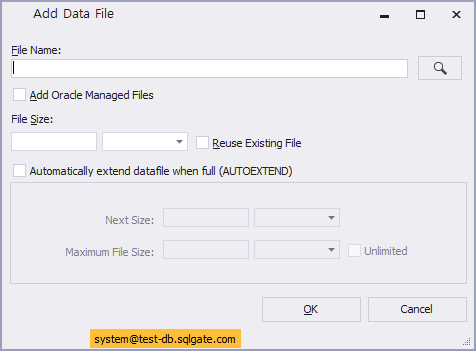 Add Data File
File Name:
Add Oracle Managed Files
File Size:
Reuse Existing File
Automatically extend datafile when full (AUTOEXTEND)
Next Size:
Maximum File Size:
Unlimited
OK
Cancel
system@test-db.sqlgate.com